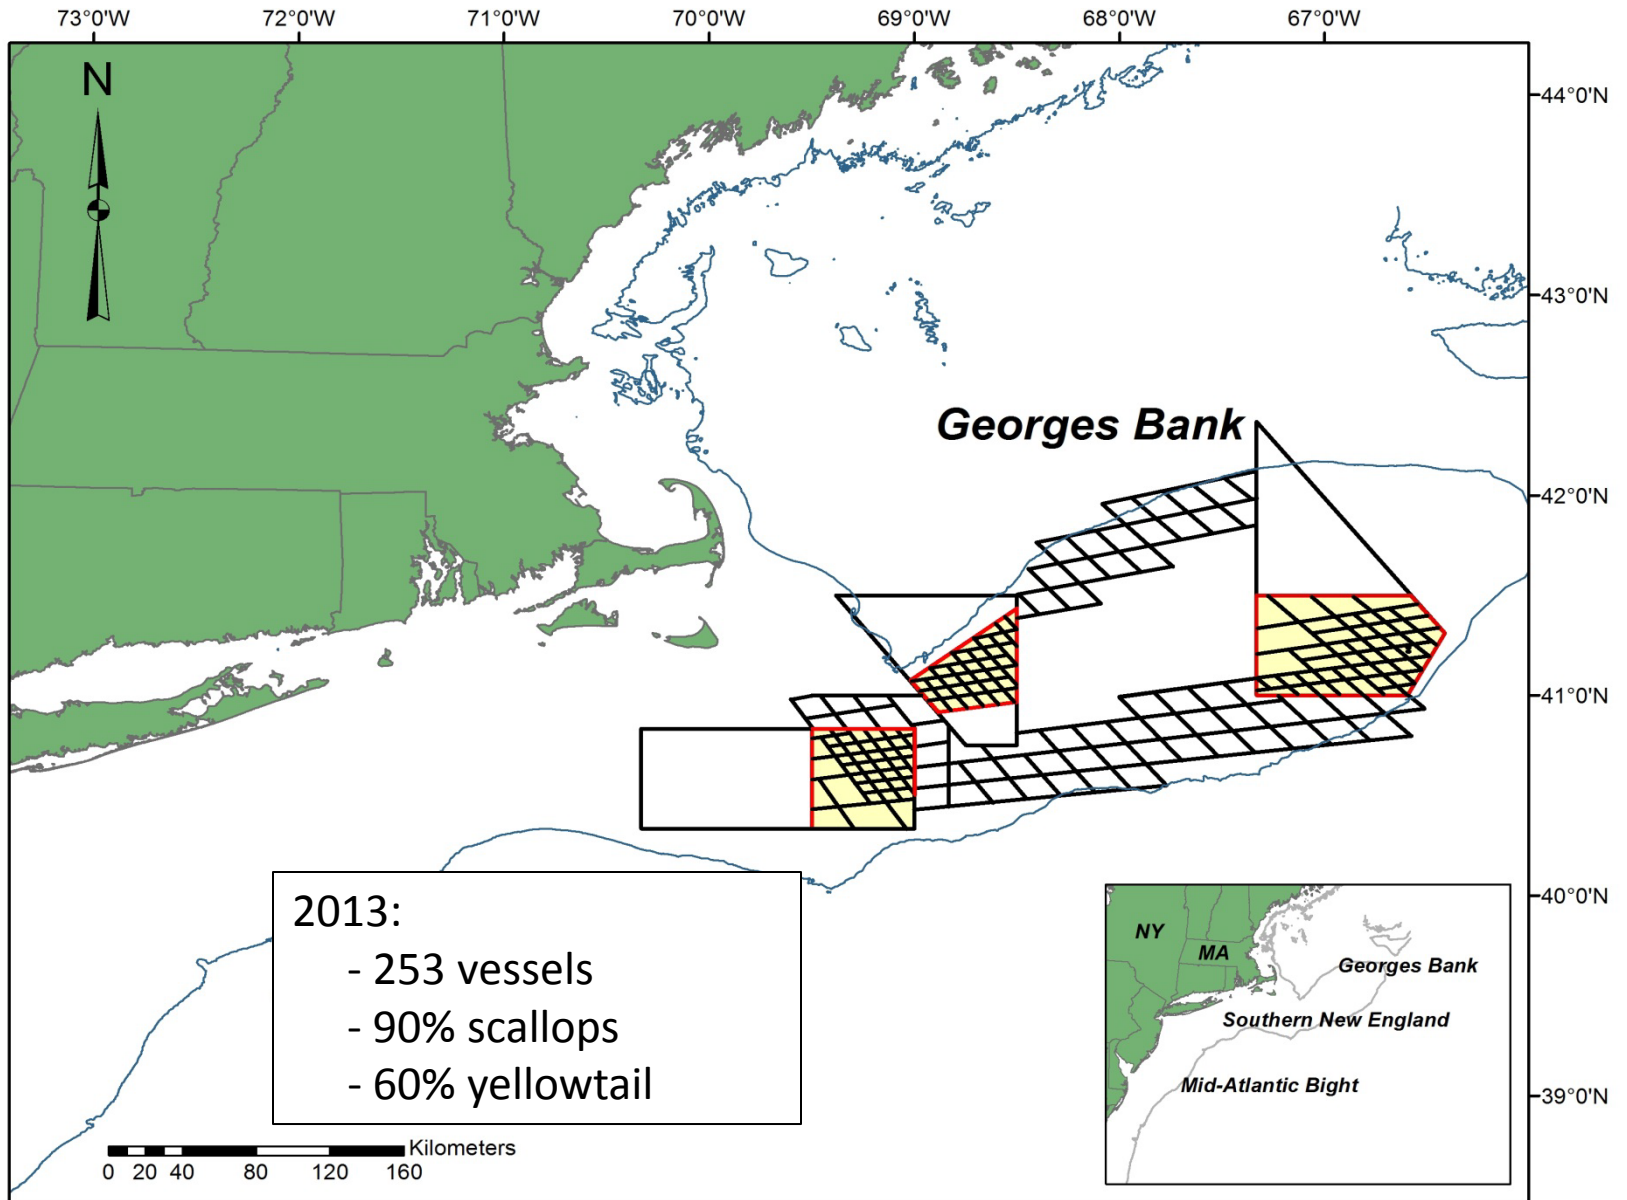 73°0'W 72°0'W 71°0'W 70°0'W 69°0'W 68°0'W 67°0'W
N
44°0'N
43°0'N
Georges Bank
42°0'N
41°0'N
40°0'N
39°0'N
2013:
- 253 vessels
- 90% scallops
- 60% yellowtail
Kilometers
0 20 40 80 120 160
NY
MA
Georges Bank
Southern New England
Mid-Atlantic Bight